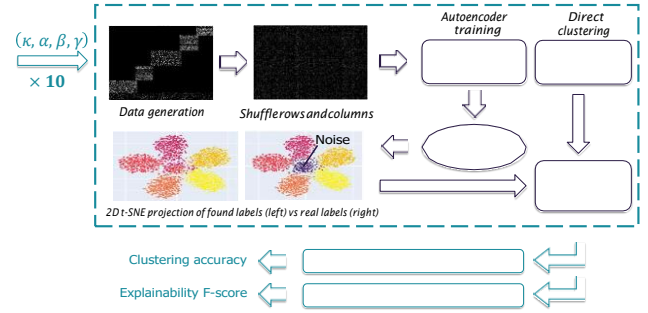 Autoencoder training
Direct clustering
(κ, α, β, γ)
× 10
Data generation
Shuffle rows and columns
Noise
2D t-SNE projection of found labels (left) vs real labels (right)
Clustering accuracy
Explainability F-score